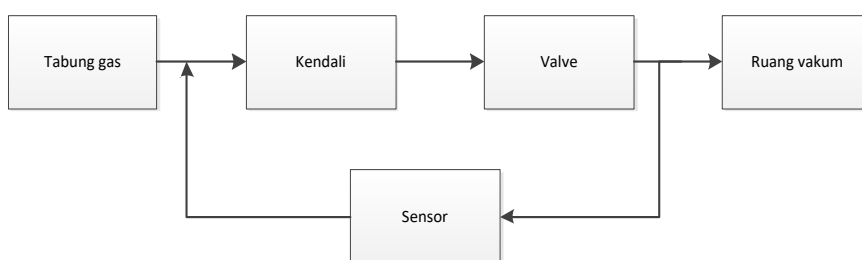 Tabung gas
Kendali
Valve
Ruang vakum
Sensor